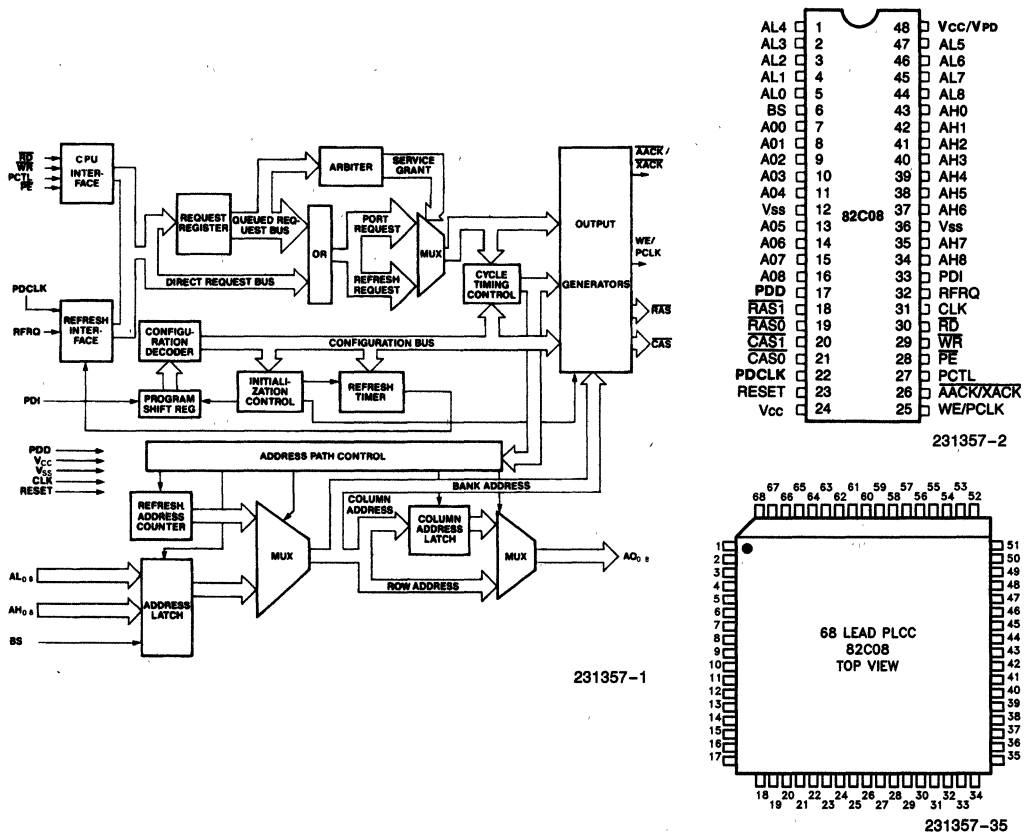 RD
WR
PCTL
PE
CPU
INTER-
FACE
PDCLK
RFRQ
REFRESH
INTER-
FACE
REQUEST
REGISTER
QUEUED REQ-
UEST BUS
DIRECT REQUEST BUS
ARBITER
SERVICE
GRANT
OR
PORT
REQUEST
REFRESH
REQUEST
MUX
CYCLE
TIMING
CONTROL
OUTPUT
GENERATORS
AACK /
XACK
WE/
PCLK
RAS
CAS
CONFIGU-
RATION
DECODER
CONFIGURATION BUS
PDI
PROGRAM
SHIFT REG
INITIALI-
ZATION
CONTROL
REFRESH
TIMER
PDD
VCC
VSS
CLK
RESET
ADDRESS PATH CONTROL
BANK ADDRESS
REFRESH
ADDRESS
COUNTER
COLUMN
ADDRESS
COLUMN
ADDRESS
LATCH
MUX
MUX
ROW ADDRESS
AO0 8
AL0 8
AH0 8
BS
ADDRESS
LATCH
231357–1
AL4 1 48 VCC/VPD
AL3 2 47 AL5
AL2 3 46 AL6
AL1 4 45 AL7
AL0 5 44 AL8
BS 6 43 AH0
A00 7 42 AH1
A01 8 41 AH2
A02 9 40 AH3
A03 10 39 AH4
A04 11 38 AH5
Vss 12 37 AH6
A05 13 36 Vss
A06 14 35 AH7
A07 15 34 AH8
A08 16 33 PDI
PDD 17 32 RFRQ
RAS1 18 31 CLK
RAS0 19 30 RD
CAS1 20 29 WR
CAS0 21 28 PE
PDCLK 22 27 PCTL
RESET 23 26 AACK/XACK
Vcc 24 25 WE/PCLK
82C08
231357–2
67 65 63 61 59 57 55 53
68 66 64 62 60 58 56 54 52
1 51
2 50
3 49
4 48
5 47
6 46
7 45
8 44
9 43
10 42
11 41
12 40
13 39
14 38
15 37
16 36
17 35
68 LEAD PLCC
82C08
TOP VIEW
18 20 22 24 26 28 30 32 34
19 21 23 25 27 29 31 33
231357–35